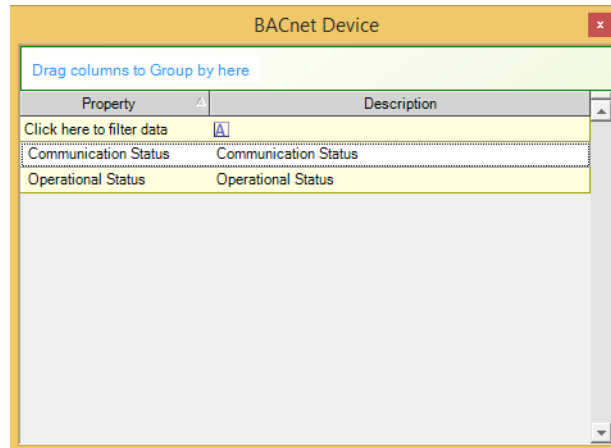 BACnet Device
x
Drag columns to Group by here
Property Description
Click here to filter data A
Communication Status Communication Status
Operational Status Operational Status